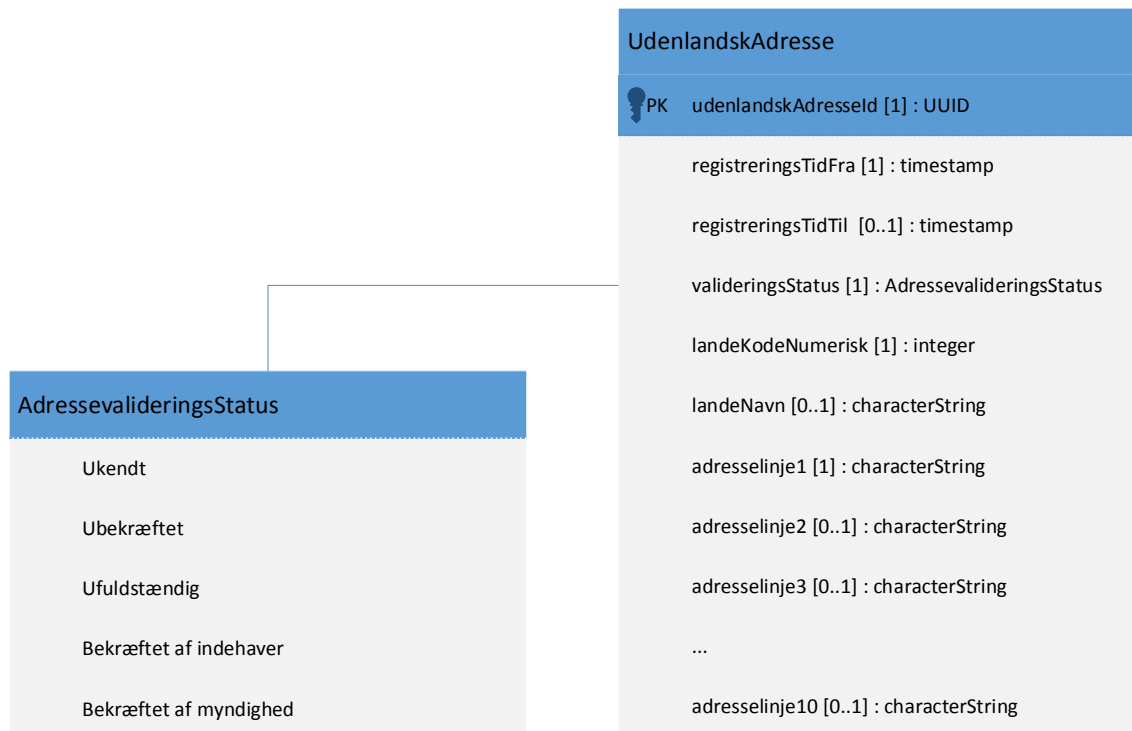 UdenlandskAdresse
PK udenlandskAdresseId [1] : UUID
registreringsTidFra [1] : timestamp
registreringsTidTil [0..1] : timestamp
valideringsStatus [1] : AdressevalideringsStatus
landeKodeNumerisk [1] : integer
landeNavn [0..1] : characterString
adresselinje1 [1] : characterString
adresselinje2 [0..1] : characterString
adresselinje3 [0..1] : characterString
...
adresselinje10 [0..1] : characterString
AdressevalideringsStatus
Ukendt
Ubekræftet
Ufuldstændig
Bekræftet af indehaver
Bekræftet af myndighed